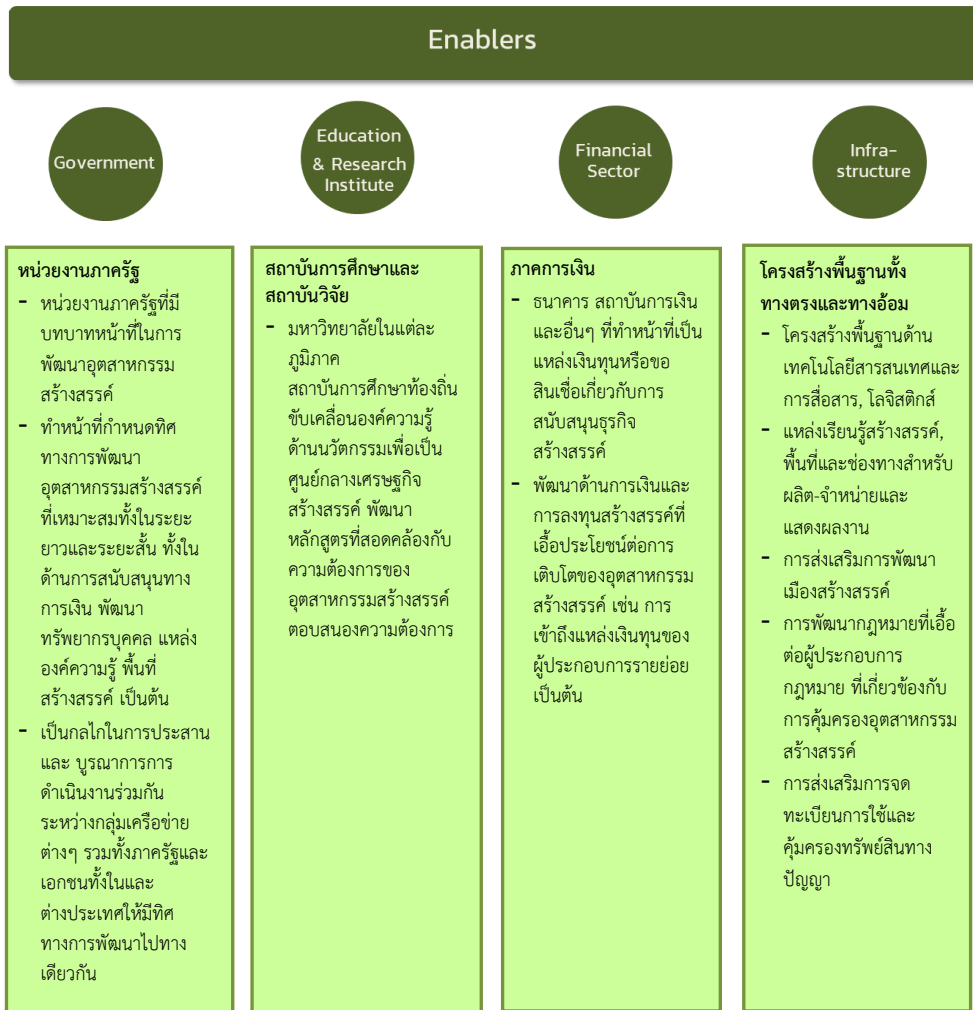 Enablers
Government
Education
& Research
Institute
Financial
Sector
Infra-
structure
หน่วยงานภาครัฐ
- หน่วยงานภาครัฐที่มี
บทบาทหน้าที่ในการ
พัฒนาอุตสาหกรรม
สร้างสรรค์
- ทำหน้าที่กำหนดทิศ
ทางการพัฒนา
อุตสาหกรรมสร้างสรรค์
ที่เหมาะสมทั้งในระยะ
ยาวและระยะสั้น ทั้งใน
ด้านการสนับสนุนทาง
การเงิน พัฒนา
ทรัพยากรบุคคล แหล่ง
องค์ความรู้ พื้นที่
สร้างสรรค์ เป็นต้น
- เป็นกลไกในการประสาน
และ บูรณาการการ
ดำเนินงานร่วมกัน
ระหว่างกลุ่มเครือข่าย
ต่างๆ รวมทั้งภาครัฐและ
เอกชนทั้งในและ
ต่างประเทศให้มีทิศ
ทางการพัฒนาไปทาง
เดียวกัน
สถาบันการศึกษาและ
สถาบันวิจัย
- มหาวิทยาลัยในแต่ละ
ภูมิภาค
สถาบันการศึกษาท้องถิ่น
ขับเคลื่อนองค์ความรู้
ด้านนวัตกรรมเพื่อเป็น
ศูนย์กลางเศรษฐกิจ
สร้างสรรค์ พัฒนา
หลักสูตรที่สอดคล้องกับ
ความต้องการของ
อุตสาหกรรมสร้างสรรค์
ตอบสนองความต้องการ
ภาคการเงิน
- ธนาคาร สถาบันการเงิน
และอื่นๆ ที่ทำหน้าที่เป็น
แหล่งเงินทุนหรือขอ
สินเชื่อเกี่ยวกับการ
สนับสนุนธุรกิจ
สร้างสรรค์
- พัฒนาด้านการเงินและ
การลงทุนสร้างสรรค์ที่
เอื้อประโยชน์ต่อการ
เติบโตของอุตสาหกรรม
สร้างสรรค์ เช่น การ
เข้าถึงแหล่งเงินทุนของ
ผู้ประกอบการรายย่อย
เป็นต้น
โครงสร้างพื้นฐานทั้ง
ทางตรงและทางอ้อม
- โครงสร้างพื้นฐานด้าน
เทคโนโลยีสารสนเทศและ
การสื่อสาร, โลจิสติกส์
- แหล่งเรียนรู้สร้างสรรค์,
พื้นที่และช่องทางสำหรับ
ผลิต-จำหน่ายและ
แสดงผลงาน
- การส่งเสริมการพัฒนา
เมืองสร้างสรรค์
- การพัฒนากฎหมายที่เอื้อ
ต่อผู้ประกอบการ
กฎหมาย ที่เกี่ยวข้องกับ
การคุ้มครองอุตสาหกรรม
สร้างสรรค์
- การส่งเสริมการจด
ทะเบียนการใช้และ
คุ้มครองทรัพย์สินทาง
ปัญญา